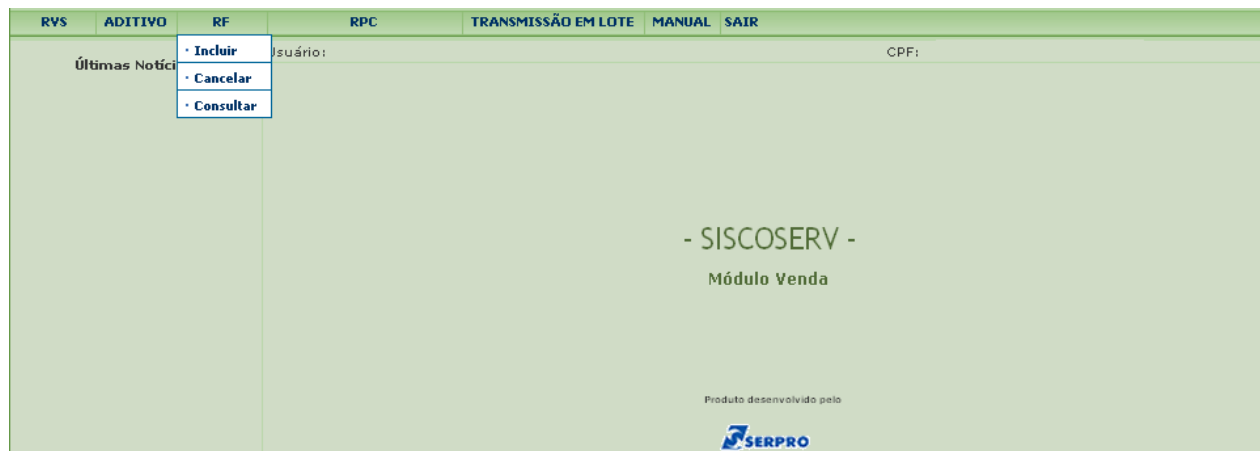 RVS ADITIVO RF RPC TRANSMISSÃO EM LOTE MANUAL SAIR
· Incluir
· Cancelar
· Consultar
Últimas Notíci
suário: CPF:
- SISCOSERV -
Módulo Venda
Produto desenvolvido pelo
SERPRO